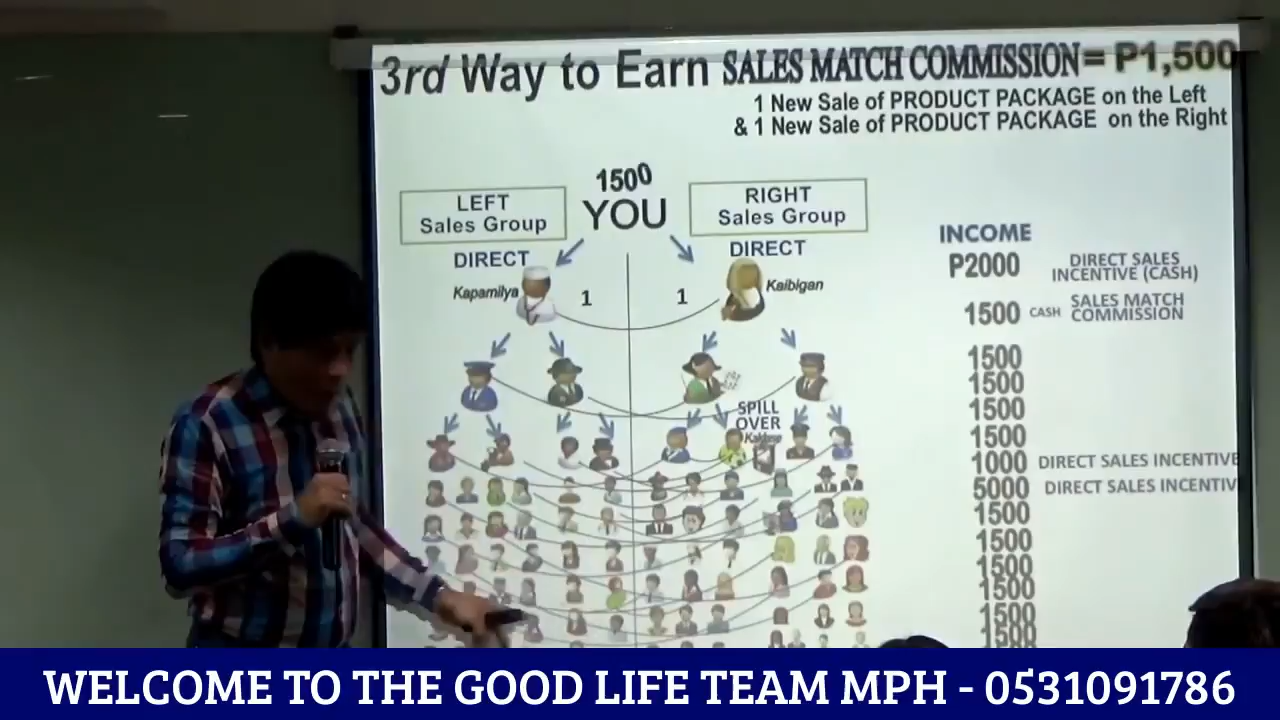 3rd Way to Earn SALES MATCH COMMISSION = P1,500
1 New Sale of PRODUCT PACKAGE on the Left
& 1 New Sale of PRODUCT PACKAGE on the Right
1500
YOU
LEFT
Sales Group
RIGHT
Sales Group
DIRECT
DIRECT
Kapamilya
1
1
Kaibigan
SPILL
OVER
INCOME
P2000 DIRECT SALES
INCENTIVE (CASH)
1500 CASH SALES MATCH
COMMISSION
1500
1500
1500
1500
1000 DIRECT SALES INCENTIVE
5000 DIRECT SALES INCENTIV
1500
1500
1500
1500
1500
1500
WELCOME TO THE GOOD LIFE TEAM MPH - 0531091786